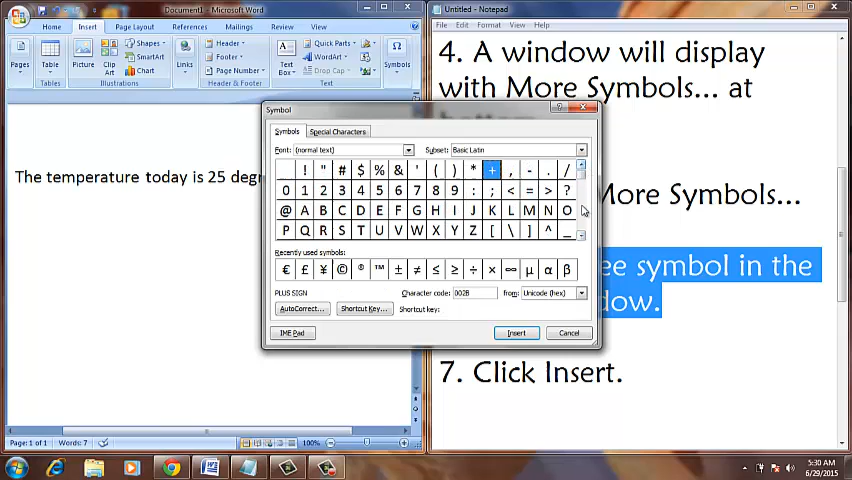 Document1 - Microsoft Word
Home Insert Page Layout References
Pages
Table
Picture
Clip Art
Shapes
SmartArt
Chart
Links
Header
Footer
Page Number
Text Box
Quick Parts
WordArt
Drop Cap
Symbols
Tables
Illustrations
Header & Footer
Text
The temperature today is 25 degr
Page: 1 of 1 Words: 7 100%
Untitled - Notepad
File Edit Format View Help
4. A window will display
with More Symbols... at
More Symbols...
ee symbol in the
dow.
7. Click Insert.
Symbol
Symbols Special Characters
Font: (normal text) Subset: Basic Latin
! " # $ % & ' ( ) * + , - . /
0 1 2 3 4 5 6 7 8 9 : ; < = > ?
@ A B C D E F G H I J K L M N O
P Q R S T U V W X Y Z [ \ ] ^ _
Recently used symbols:
€ £ ¥ © ® ™ ± ≠ ≤ ≥ ÷ × ∞ µ α β
PLUS SIGN Character code: 002B from: Unicode (hex)
AutoCorrect... Shortcut Key... Shortcut key:
IME Pad Insert Cancel
5:30 AM
6/29/2015